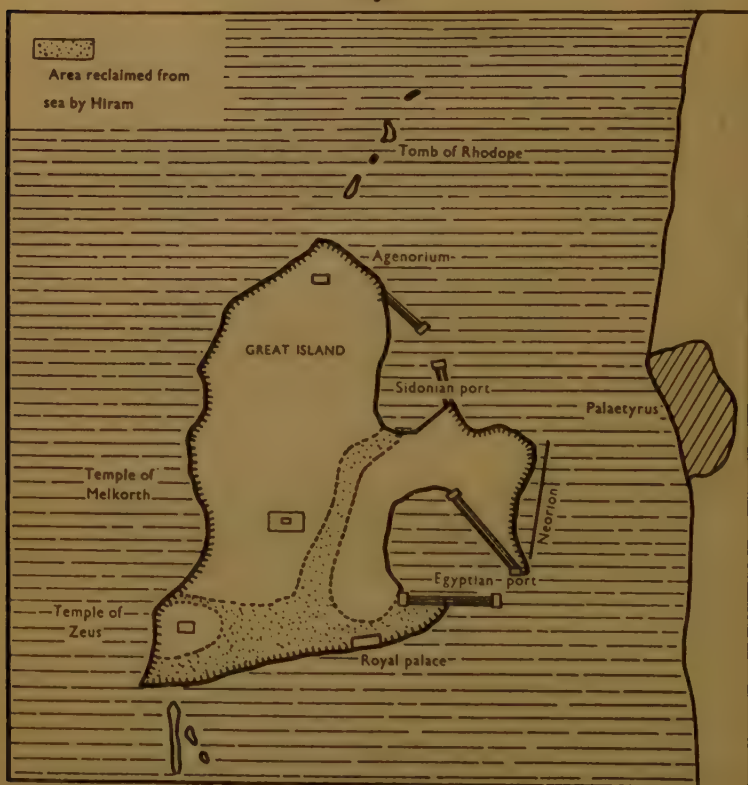 Area reclaimed from
sea by Hiram
Tomb of Rhodope
Agenorium
GREAT ISLAND
Sidonian port
Palaetyrus
Temple of
Melkorth
Neorion
Egyptian port
Temple of
Zeus
Royal palace